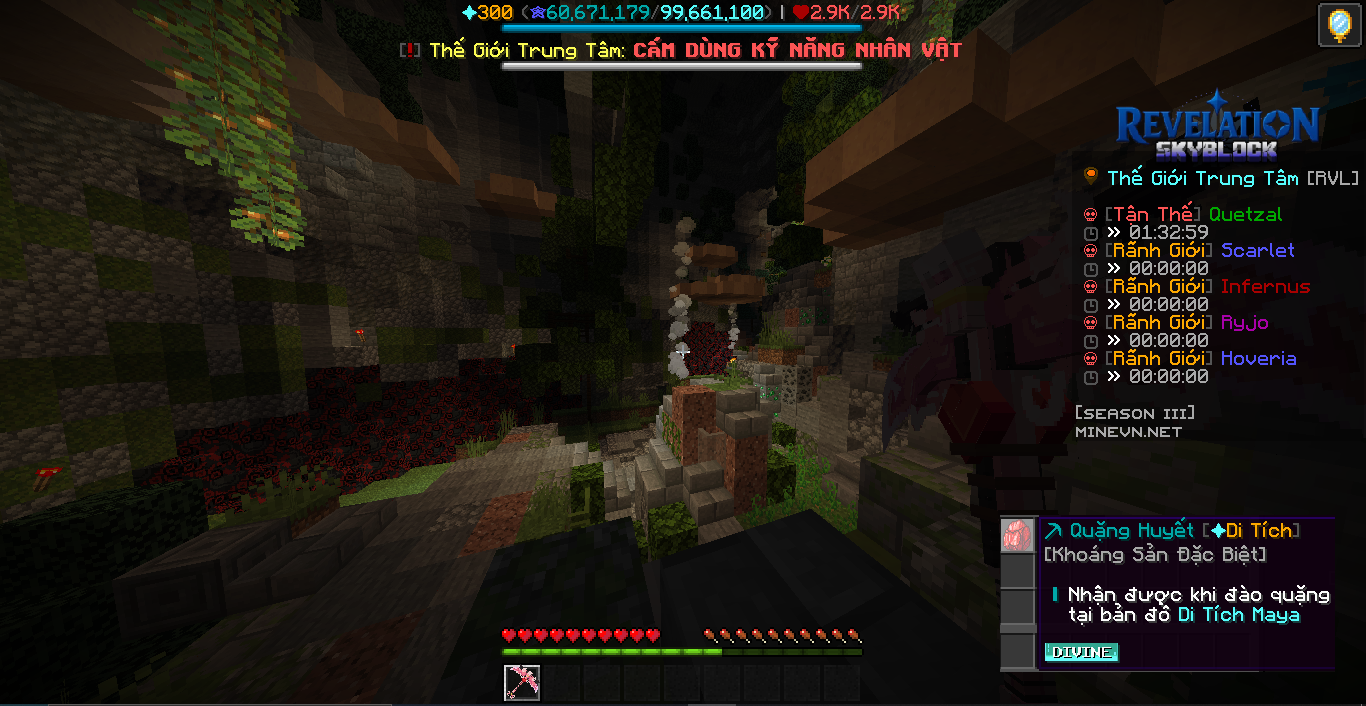 300 (60,671,179/99,661,100) | 2.9K/2.9K
[!] Thế Giới Trung Tâm: CẤM DÙNG KỸ NĂNG NHÂN VẬT
REVELATION
SKYBLOCK
Thế Giới Trung Tâm [RVL]
[Tận Thế] Quetzal
» 01:32:59
[Rãnh Giới] Scarlet
» 00:00:00
[Rãnh Giới] Infernus
» 00:00:00
[Rãnh Giới] Ryjo
» 00:00:00
[Rãnh Giới] Hoveria
» 00:00:00
[SEASON III]
MINEVN.NET
Quặng Huyết [Di Tích]
[Khoáng Sản Đặc Biệt]
Nhận được khi đào quặng
tại bản đồ Di Tích Maya
DIVINE